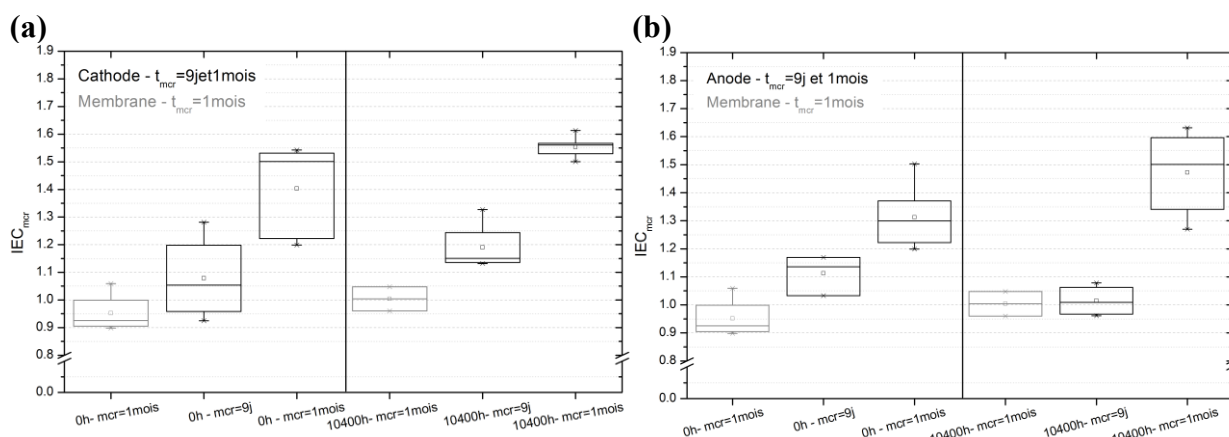 (a)
1.9
1.8
1.7
1.6
1.5
1.4
1.3
1.2
1.1
1.0
0.9
0.8
0.0
IEC_mcr
Cathode - t_mcr=9jet1mois
Membrane - t_mcr=1mois
0h- mcr=1mois
0h - mcr=9j
0h - mcr=1mois
10400h- mcr=1mois
10400h- mcr=9j
10400h- mcr=1mois
(b)
1.9
1.8
1.7
1.6
1.5
1.4
1.3
1.2
1.1
1.0
0.9
0.8
0.0
IEC_mcr
Anode - t_mcr=9j et 1mois
Membrane - t_mcr=1mois
0h- mcr=1mois
0h - mcr=9j
0h - mcr=1mois
10400h- mcr=1mois
10400h- mcr=9j
10400h- mcr=1mois